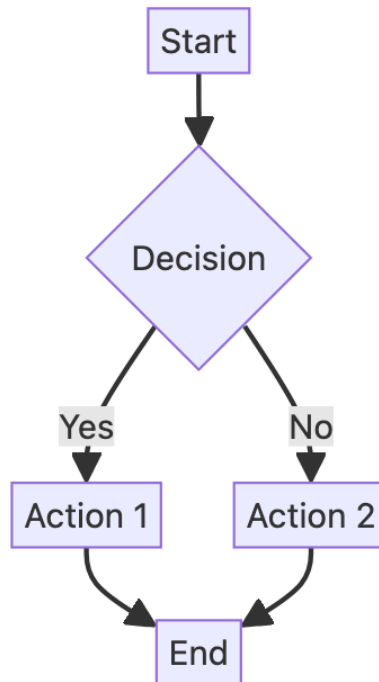 Start
Decision
Yes
No
Action 1
Action 2
End